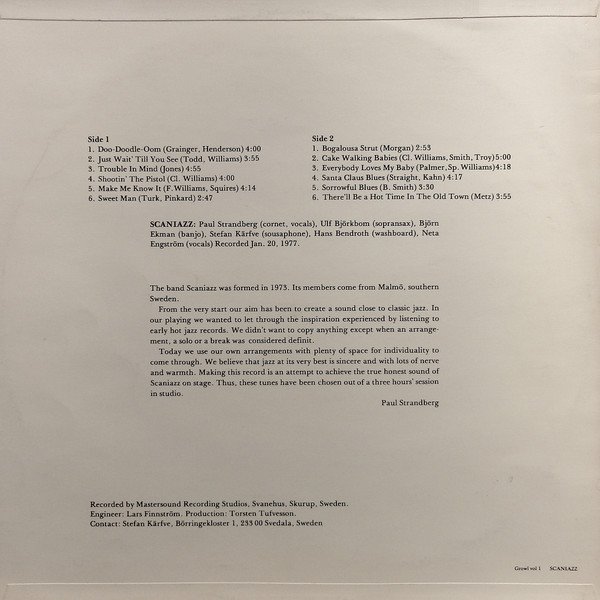 Side 1
1. Doo-Doodle-Oom (Grainger, Henderson) 4:00
2. Just Wait' Till You See (Todd, Williams) 3:55
3. Trouble In Mind (Jones) 4:55
4. Shootin' The Pistol (Cl. Williams) 4:00
5. Make Me Know It (F. Williams, Squires) 4:14
6. Sweet Man (Turk, Pinkard) 2:47
Side 2
1. Bogalousa Strut (Morgan) 2:53
2. Cake Walking Babies (Cl. Williams, Smith, Troy) 5:00
3. Everybody Loves My Baby (Palmer, Sp. Williams) 4:18
4. Santa Claus Blues (Straight, Kahn) 4:17
5. Sorrowful Blues (B. Smith) 3:30
6. There'll Be a Hot Time In The Old Town (Metz) 3:55
SCANIAZZ: Paul Strandberg (cornet, vocals), Ulf Björkbom (sopransax), Björn
Ekman (banjo), Stefan Kärfve (sousaphone), Hans Bendroth (washboard), Neta
Engström (vocals) Recorded Jan. 20, 1977.
The band Scaniazz was formed in 1973. Its members come from Malmö, southern
Sweden.
From the very start our aim has been to create a sound close to classic jazz. In
our playing we wanted to let through the inspiration experienced by listening to
early hot jazz records. We didn't want to copy anything except when an arrange-
ment, a solo or a break was considered definit.
Today we use our own arrangements with plenty of space for individuality to
come through. We believe that jazz at its very best is sincere and with lots of nerve
and warmth. Making this record is an attempt to achieve the true honest sound of
Scaniazz on stage. Thus, these tunes have been chosen out of a three hours' session
in studio.
Paul Strandberg
Recorded by Mastersound Recording Studios, Svanehus, Skurup, Sweden.
Engineer: Lars Finnström. Production: Torsten Tufvesson.
Contact: Stefan Kärfve, Börringekloster 1, 233 00 Svedala, Sweden
Growl vol 1 SCANIAZZ